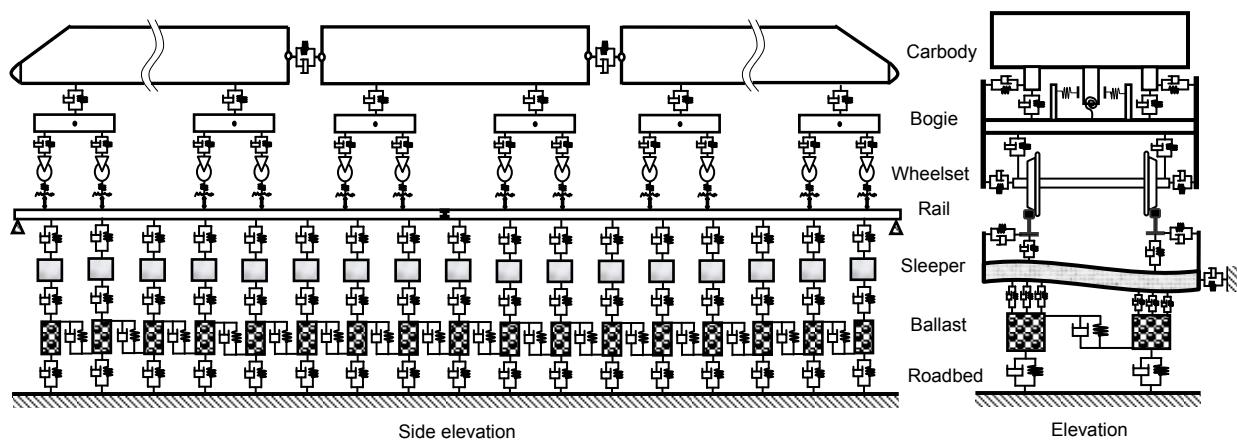 Carbody
Bogie
Wheelset
Rail
Sleeper
Ballast
Roadbed
Side elevation
Elevation